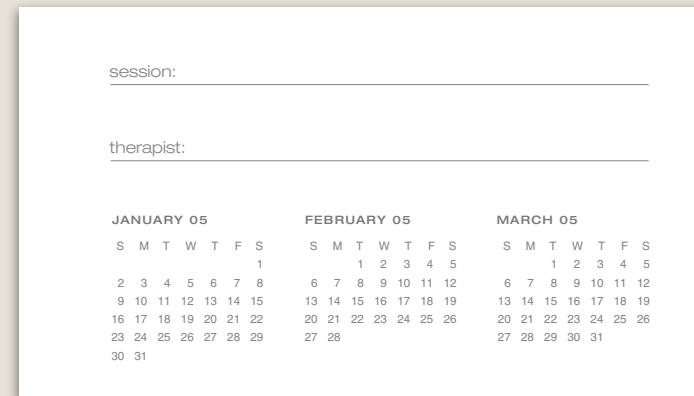 session:
therapist:
JANUARY 05
S M T W T F S
1
2 3 4 5 6 7 8
9 10 11 12 13 14 15
16 17 18 19 20 21 22
23 24 25 26 27 28 29
30 31
FEBRUARY 05
S M T W T F S
1 2 3 4 5
6 7 8 9 10 11 12
13 14 15 16 17 18 19
20 21 22 23 24 25 26
27 28
MARCH 05
S M T W T F S
1 2 3 4 5
6 7 8 9 10 11 12
13 14 15 16 17 18 19
20 21 22 23 24 25 26
27 28 29 30 31